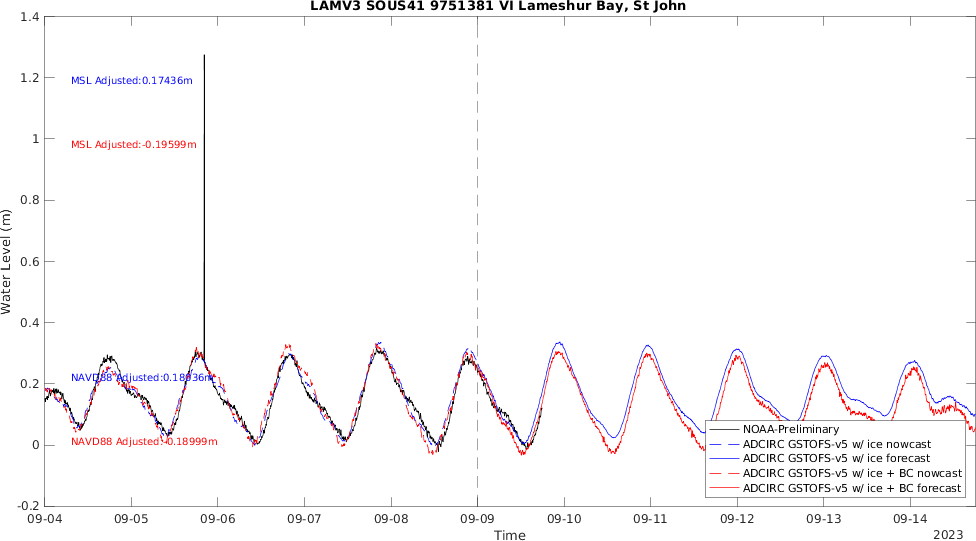 LAMV3 SOUS41 9751381 VI Lameshur Bay, St John
1.4
1.2
1
0.8
0.6
0.4
0.2
0
-0.2
Water Level (m)
MSL Adjusted:0.17436m
MSL Adjusted:-0.19599m
NAVD88 Adjusted:0.18036m
NAVD88 Adjusted:-0.18999m
NOAA-Preliminary
ADCIRC GSTOFS-v5 w/ ice nowcast
ADCIRC GSTOFS-v5 w/ ice forecast
ADCIRC GSTOFS-v5 w/ ice + BC nowcast
ADCIRC GSTOFS-v5 w/ ice + BC forecast
09-04 09-05 09-06 09-07 09-08 09-09 09-10 09-11 09-12 09-13 09-14
Time
2023